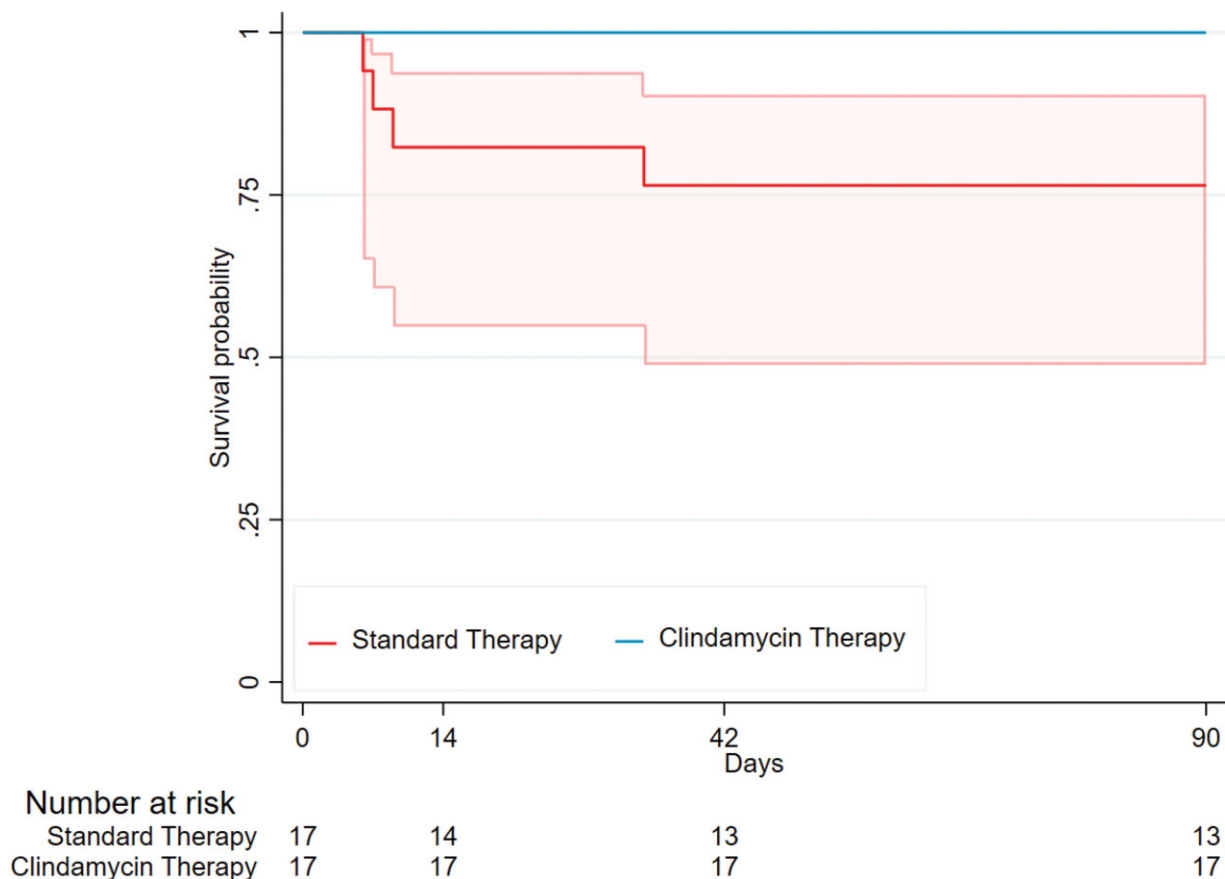 Survival probability
1
.75
.5
.25
0
Standard Therapy Clindamycin Therapy
0 14 42 90
Days
Number at risk
Standard Therapy 17 14 13 13
Clindamycin Therapy 17 17 17 17